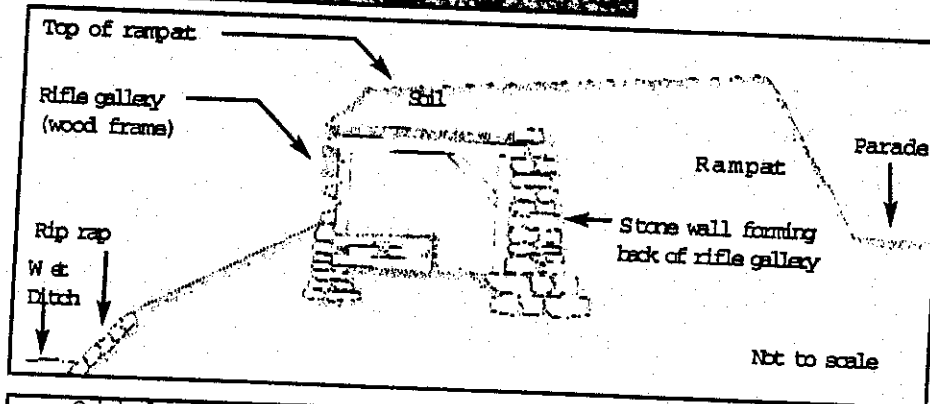 Top of rampat
Soil
Rifle gallery
(wood frame)
Rampat
Parade
Stone wall forming
back of rifle gallery
Rip rap
Wet
Ditch
Not to scale